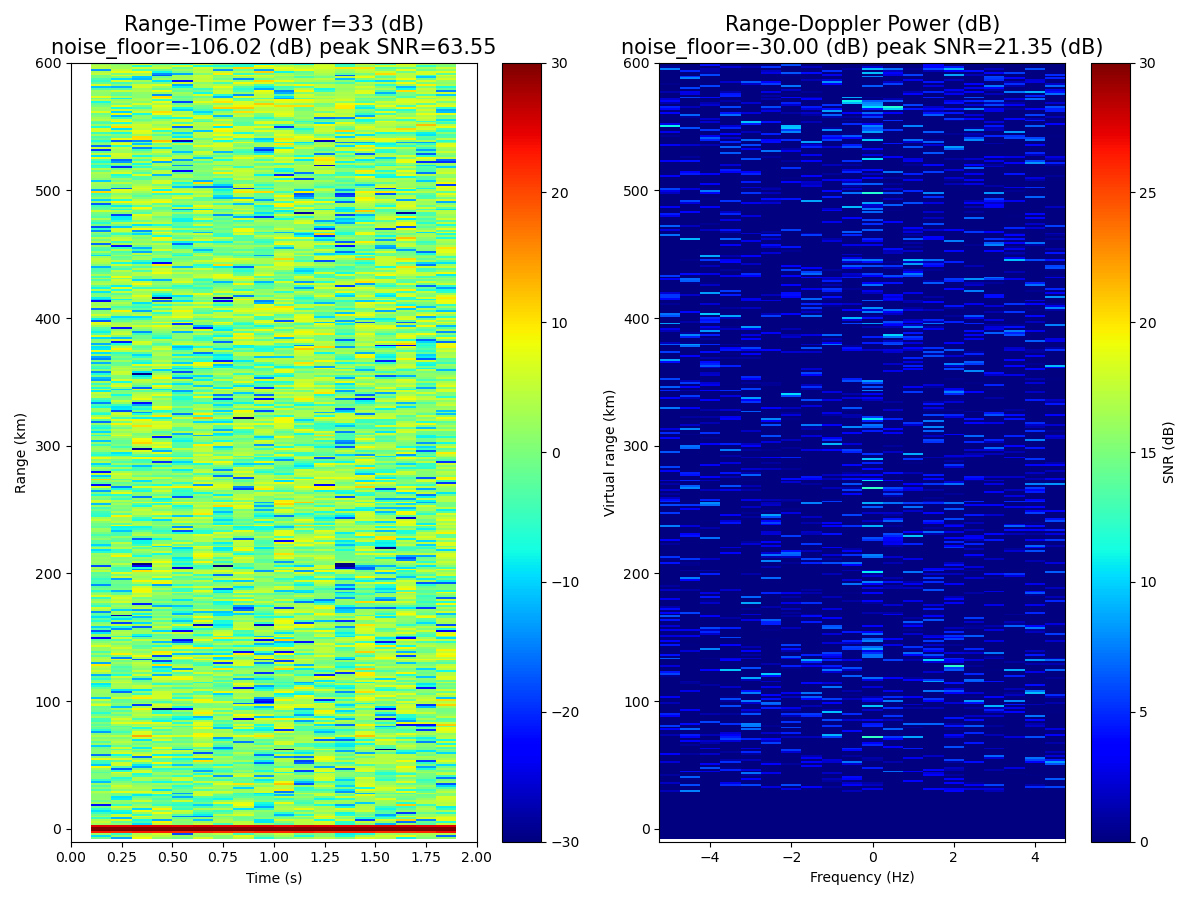 Range-Time Power f=33 (dB)
noise_floor=-106.02 (dB) peak SNR=63.55
Range-Doppler Power (dB)
noise_floor=-30.00 (dB) peak SNR=21.35 (dB)
600
500
400
300
200
100
0
Range (km)
0.00 0.25 0.50 0.75 1.00 1.25 1.50 1.75 2.00
Time (s)
30
20
10
0
−10
−20
−30
600
500
400
300
200
100
0
Virtual range (km)
−4 −2 0 2 4
Frequency (Hz)
30
25
20
15
10
5
0
SNR (dB)